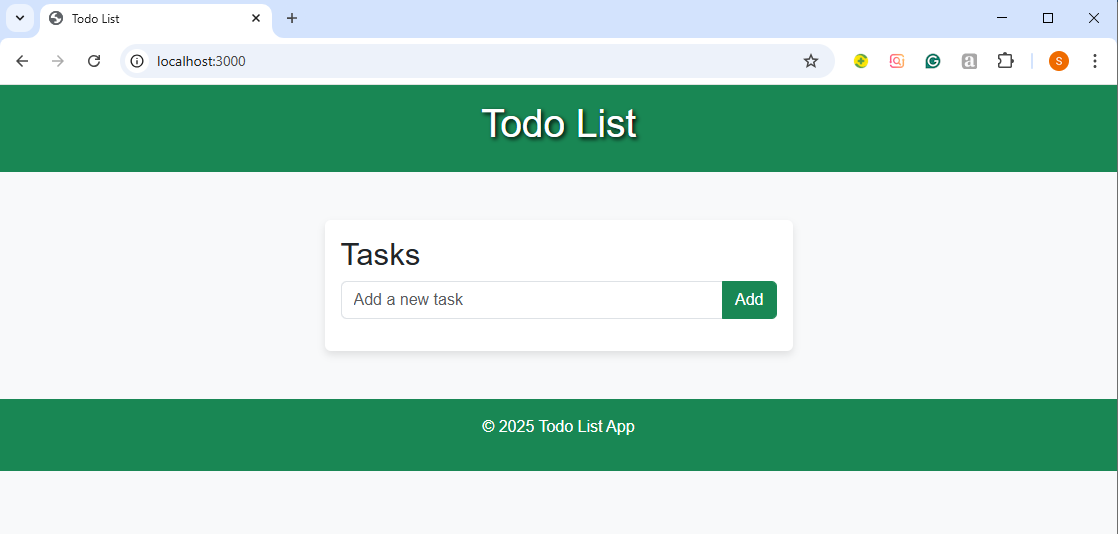 Todo List
localhost:3000
S
Todo List
Tasks
Add a new task
Add
© 2025 Todo List App